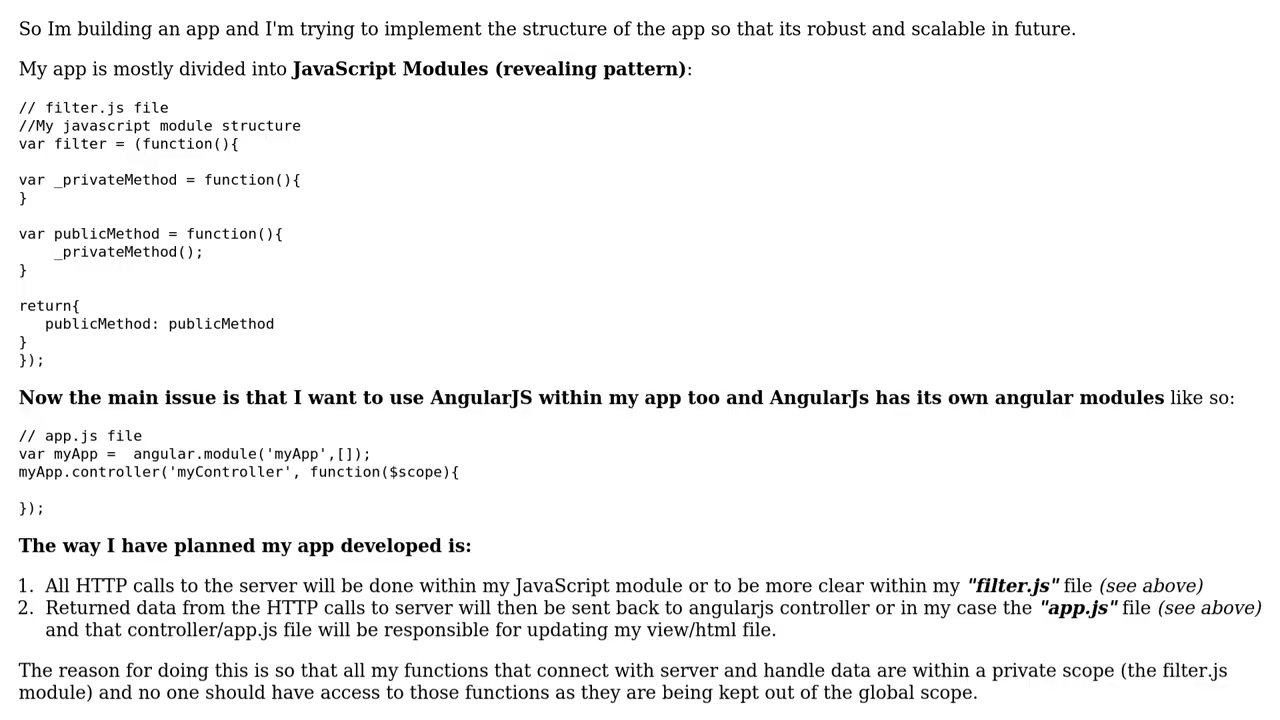 So Im building an app and I'm trying to implement the structure of the app so that its robust and scalable in future.
My app is mostly divided into JavaScript Modules (revealing pattern):
// filter.js file
//My javascript module structure
var filter = (function(){
var _privateMethod = function(){
}
var publicMethod = function(){
    _privateMethod();
}
return{
   publicMethod: publicMethod
}
});
Now the main issue is that I want to use AngularJS within my app too and AngularJs has its own angular modules like so:
// app.js file
var myApp =  angular.module('myApp',[]);
myApp.controller('myController', function($scope){
});
The way I have planned my app developed is:
1. All HTTP calls to the server will be done within my JavaScript module or to be more clear within my "filter.js" file (see above)
2. Returned data from the HTTP calls to server will then be sent back to angularjs controller or in my case the "app.js" file (see above)
and that controller/app.js file will be responsible for updating my view/html file.
The reason for doing this is so that all my functions that connect with server and handle data are within a private scope (the filter.js
module) and no one should have access to those functions as they are being kept out of the global scope.